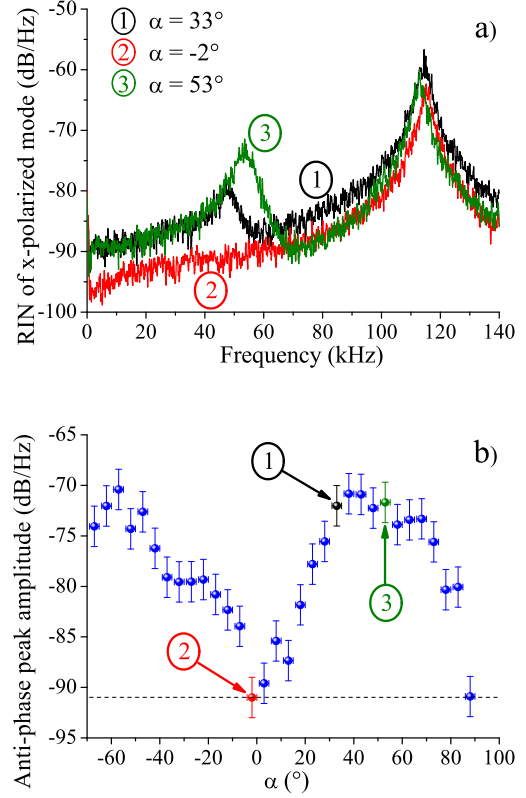 a)
1 α = 33°
2 α = -2°
3 α = 53°
RIN of x-polarized mode (dB/Hz)
-50
-60
-70
-80
-90
-100
3
1
2
0 20 40 60 80 100 120 140
Frequency (kHz)
b)
Anti-phase peak amplitude (dB/Hz)
-65
-70
-75
-80
-85
-90
-95
1
2
3
-60 -40 -20 0 20 40 60 80 100
α (°)